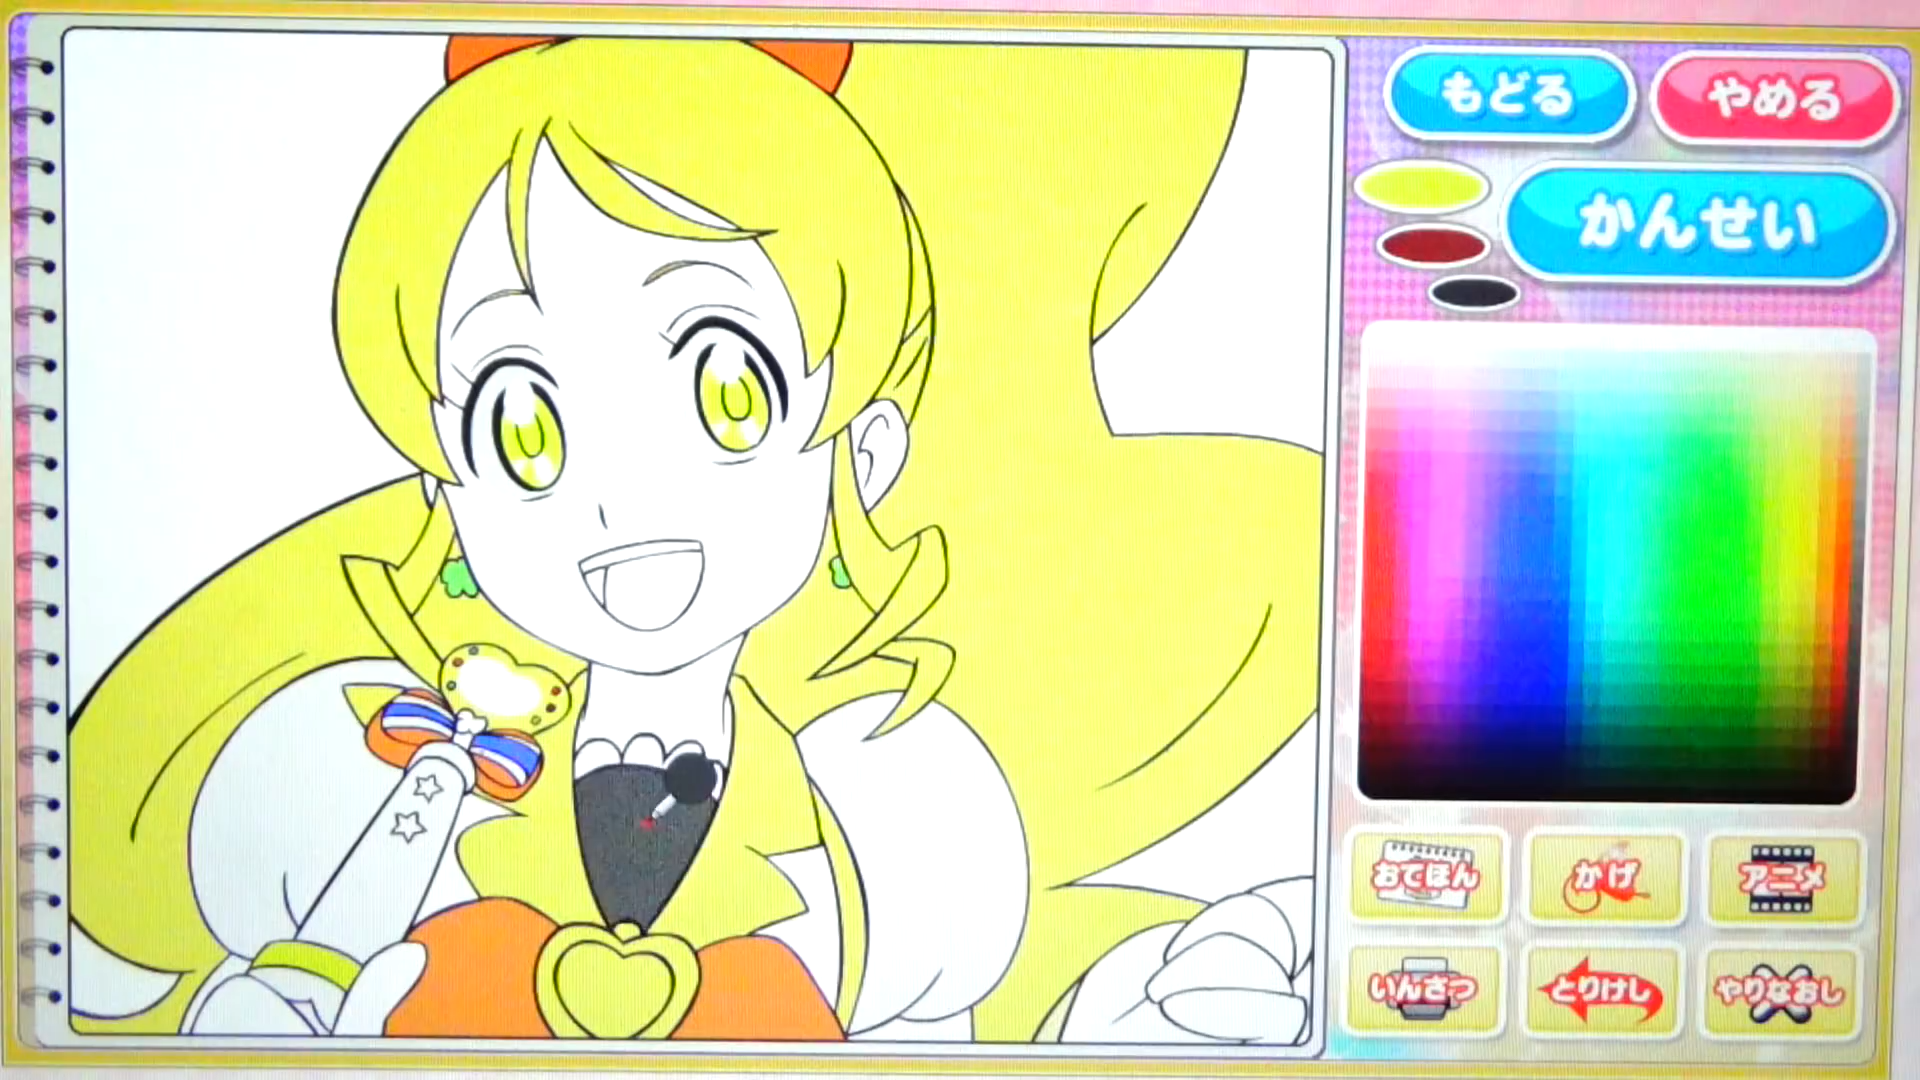 もどる
やめる
かんせい
おてほん
かげ
アニメ
いんさつ
とりけし
やりなおし